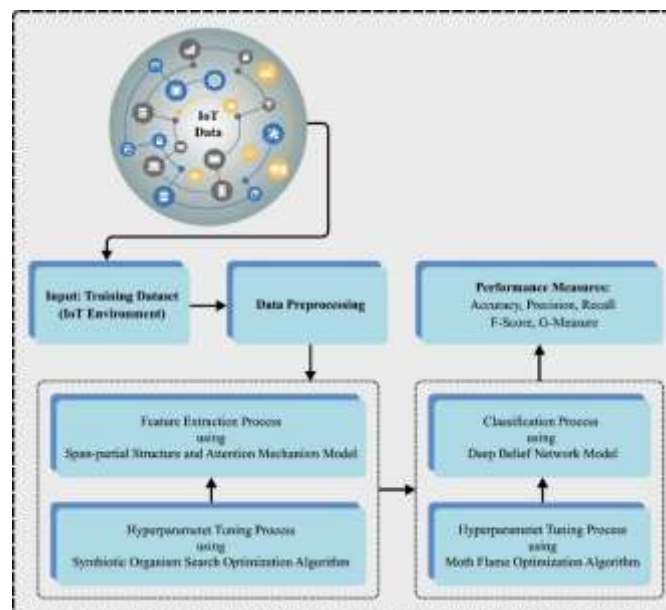 IoT
Data
Input: Training Dataset
(IoT Environment)
Data Preprocessing
Performance Measures:
Accuracy, Precision, Recall
F-Score, G-Measure
Feature Extraction Process
using
Span-partial Structure and Attention Mechanism Model
Hyperparameter Tuning Process
using
Symbiotic Organism Search Optimization Algorithm
Classification Process
using
Deep Belief Network Model
Hyperparameter Tuning Process
using
Moth Flame Optimization Algorithm